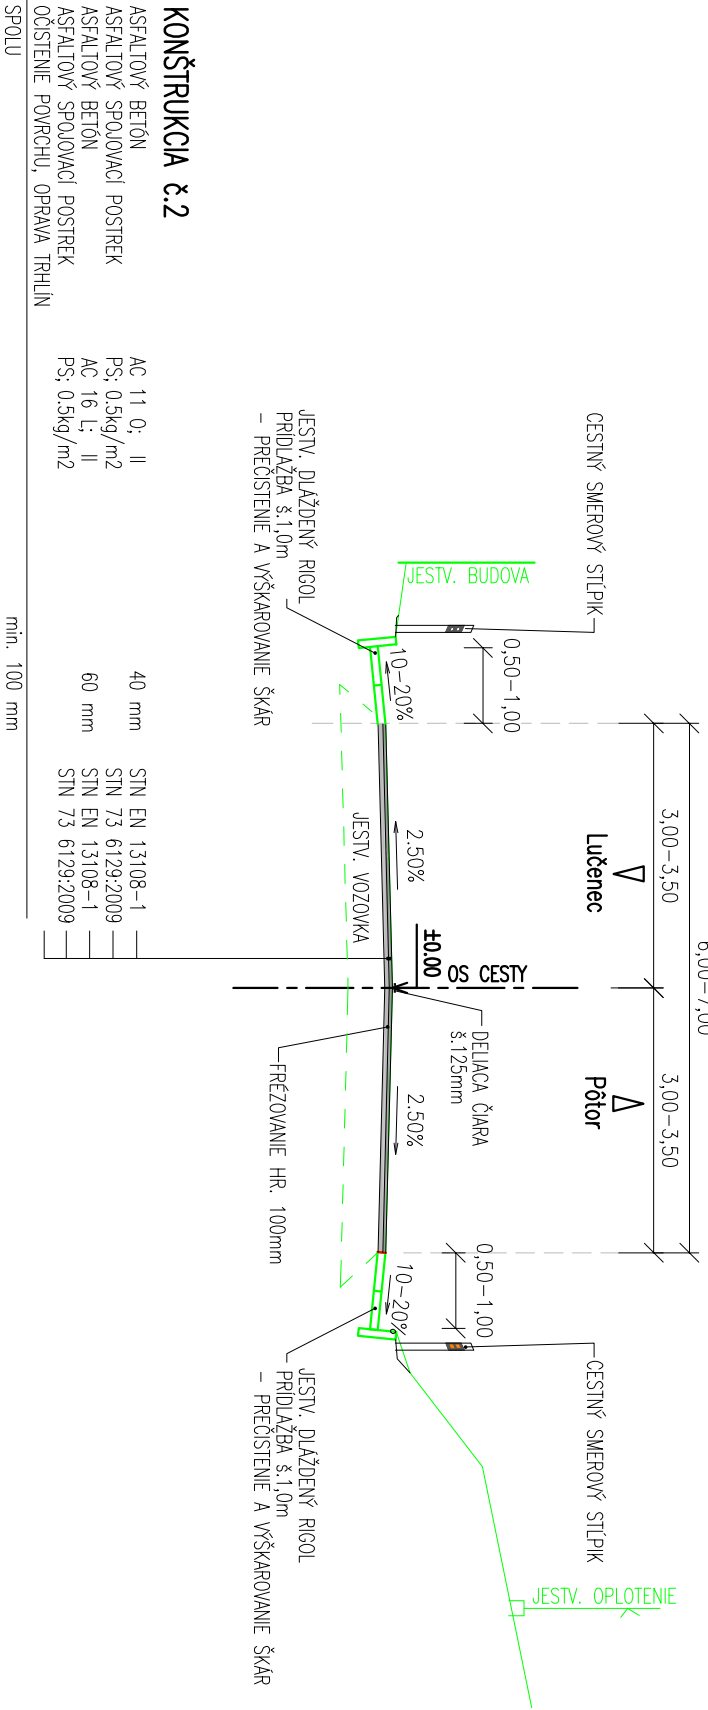 6,00-7,00
3,00-3,50
3,00-3,50
Lučenec
Pôtor
CESTNÝ SMEROVÝ STĹPIK
CESTNÝ SMEROVÝ STĹPIK
JESTV. OPLOTENIE
JESTV. BUDOVA
0,50-1,00
0,50-1,00
OS CESTY
±0.00
DELIACA ČIARA
š.125mm
10-20%
2.50%
2.50%
10-20%
JESTV. VOZOVKA
JESTV. DLÁŽDENÝ RIGOL
PRÍDLAŽBA š.1,0m
- PREČISTENIE A VÝŠKAROVANIE ŠKÁR
FRÉZOVANIE HR. 100mm
JESTV. DLÁŽDENÝ RIGOL
PRÍDLAŽBA š.1,0m
- PREČISTENIE A VÝŠKAROVANIE ŠKÁR
KONŠTRUKCIA č.2
ASFALTOVÝ BETÓN AC 11 O; II 40 mm STN EN 13108-1
ASFALTOVÝ SPOJOVACÍ POSTREK PS; 0.5kg/m2 STN 73 6129:2009
ASFALTOVÝ BETÓN AC 16 L; II 60 mm STN EN 13108-1
ASFALTOVÝ SPOJOVACÍ POSTREK PS; 0.5kg/m2 STN 73 6129:2009
OČISTENIE POVRCHU, OPRAVA TRHLÍN
SPOLU min. 100 mm